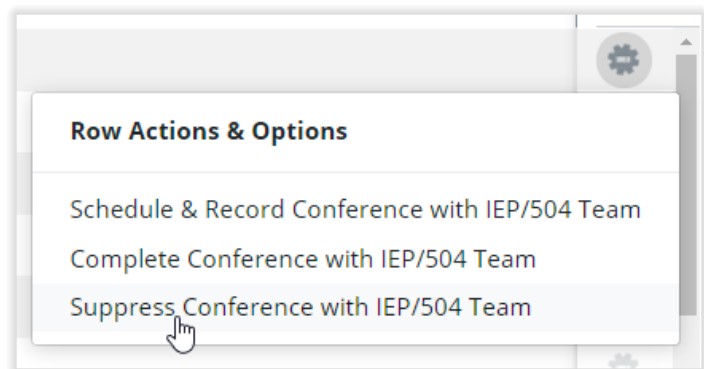 Row Actions & Options
Schedule & Record Conference with IEP/504 Team
Complete Conference with IEP/504 Team
Suppress Conference with IEP/504 Team